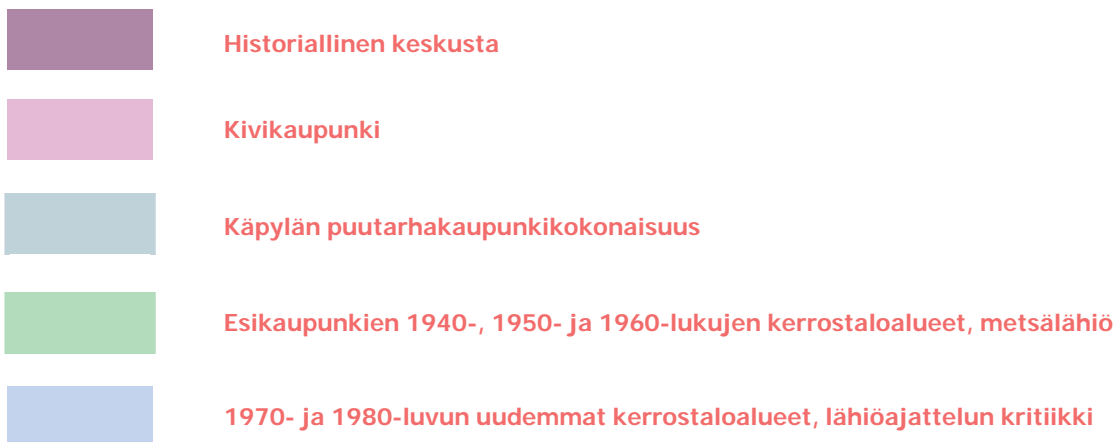 Historiallinen keskusta
Kivikaupunki
Käpylän puutarhakaupunkikokonaisuus
Esikaupunkien 1940-, 1950- ja 1960-lukujen kerrostaloalueet, metsälähiö
1970- ja 1980-luvun uudemmat kerrostaloalueet, lähiöajattelun kritiikki